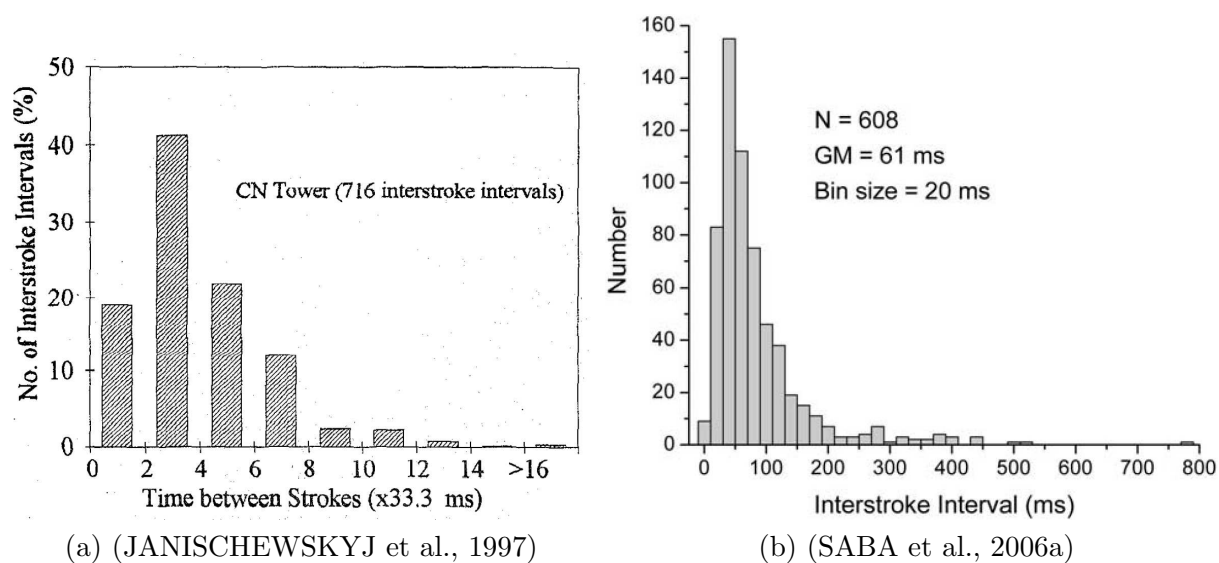 50
40
30
20
10
0
No. of Interstroke Intervals (%)
CN Tower (716 interstroke intervals)
0 2 4 6 8 10 14 >16
Time between Strokes (x33.3 ms)
(a) (JANISCHEWSKYJ et al., 1997)
160
140
120
100
80
60
40
20
0
Number
N = 608
GM = 61 ms
Bin size = 20 ms
0 100 200 300 400 500 600 700 800
Interstroke Interval (ms)
(b) (SABA et al., 2006a)